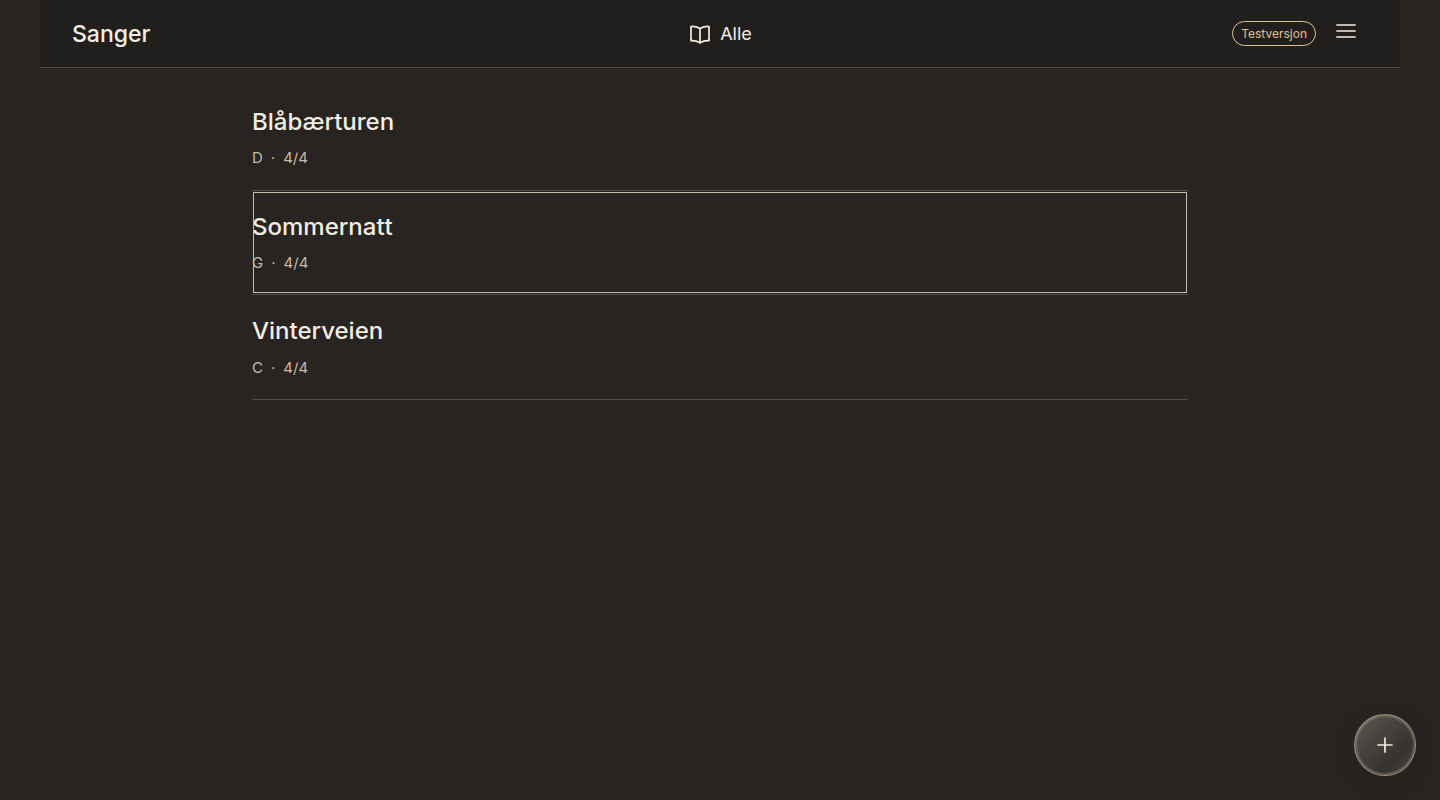 Sanger
Alle
Testversjon
Blåbærturen
D · 4/4
Sommernatt
G · 4/4
Vinterveien
C · 4/4